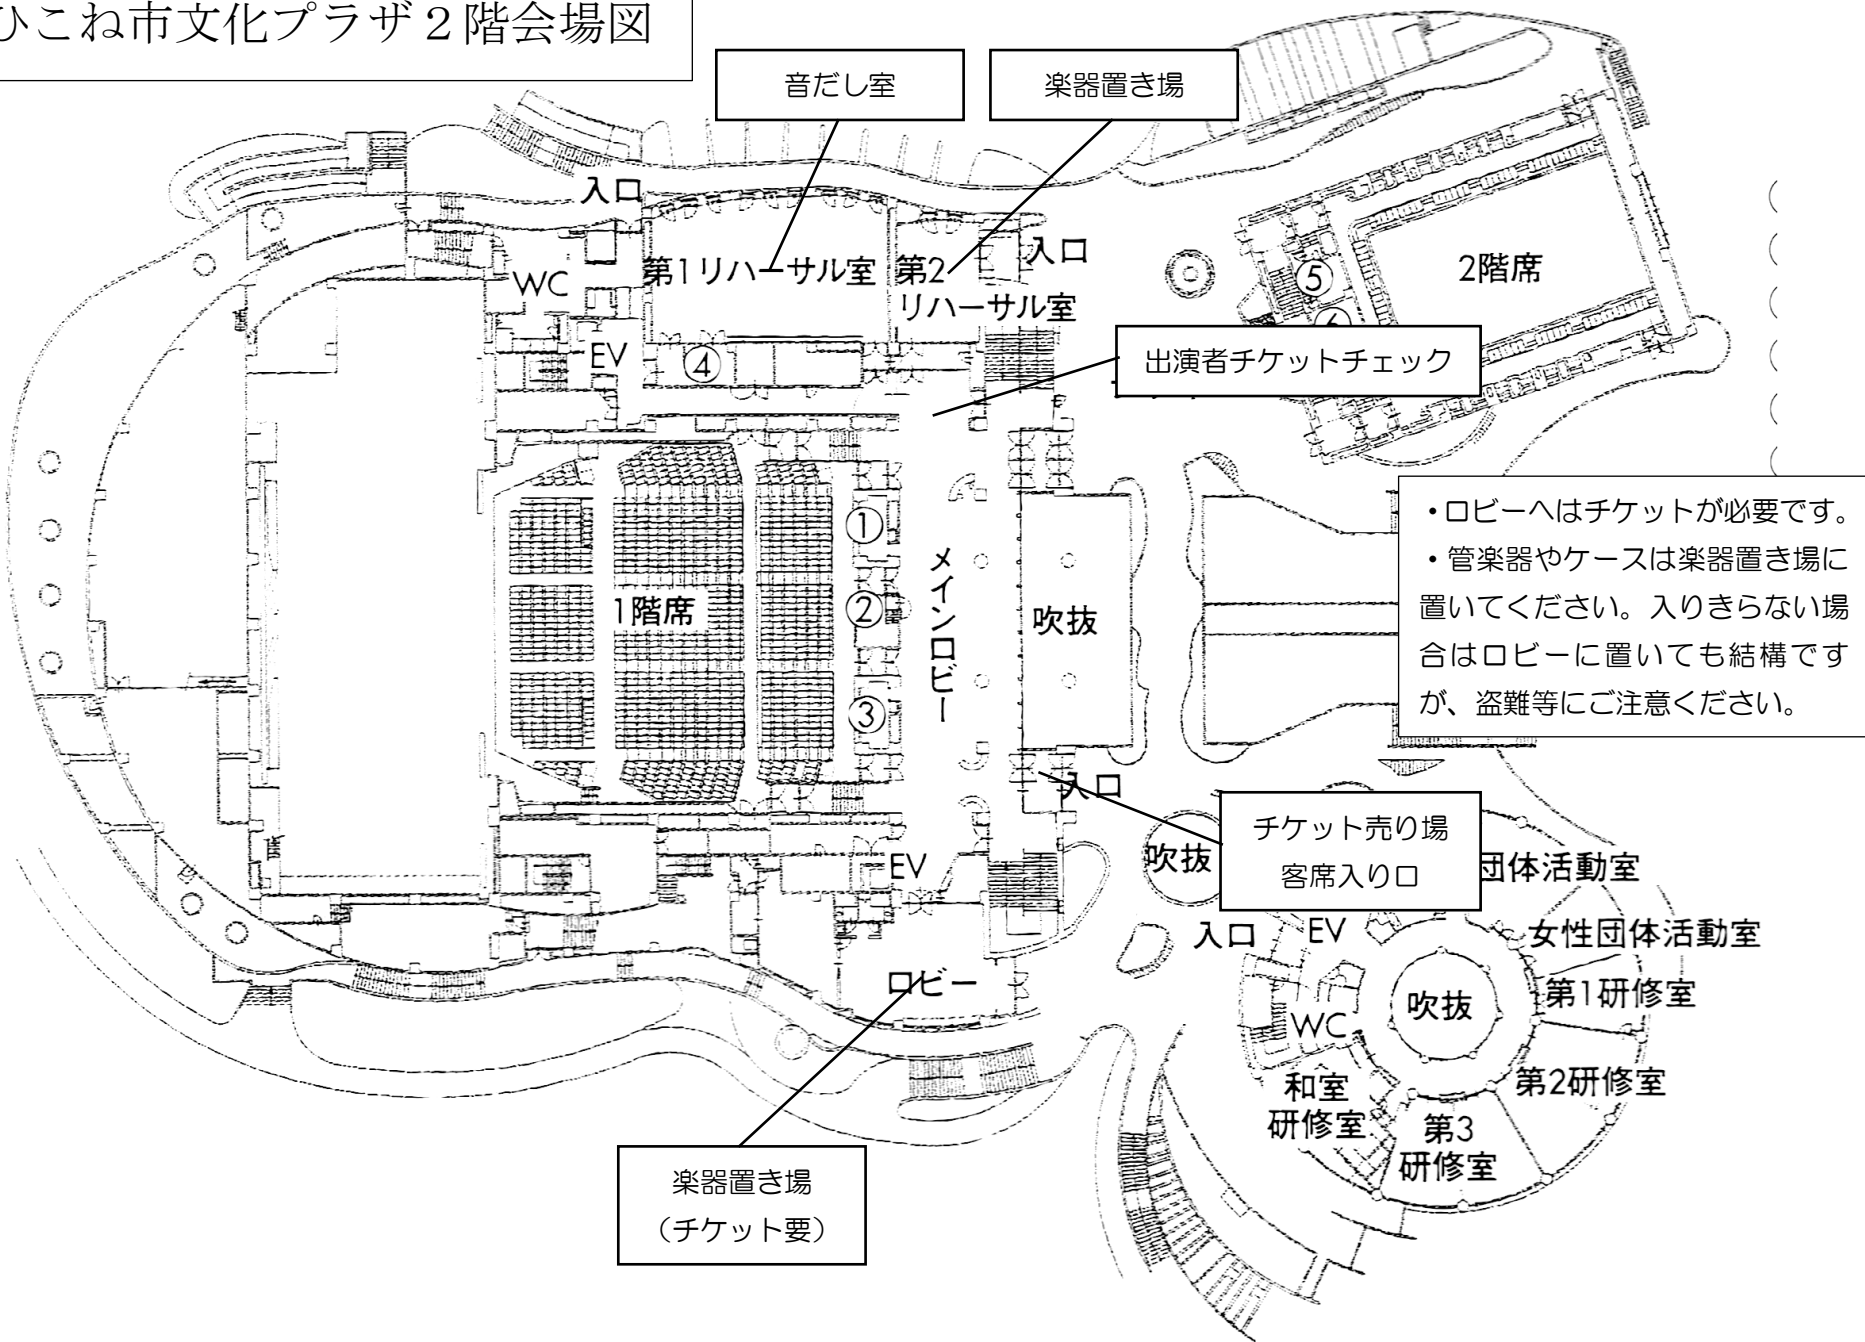 ひこね市文化プラザ２階会場図
音だし室
楽器置き場
入口
WC
第1リハーサル室
第2
リハーサル室
入口
EV
④
⑤
2階席
出演者チケットチェック
・ロビーへはチケットが必要です。
・管楽器やケースは楽器置き場に
置いてください。入りきらない場
合はロビーに置いても結構です
が、盗難等にご注意ください。
①
②
③
1階席
メインロビー
吹抜
入口
チケット売り場
客席入り口
吹抜
団体活動室
EV
入口
EV
女性団体活動室
ロビー
第1研修室
吹抜
WC
第2研修室
和室
研修室
第3
研修室
楽器置き場
（チケット要）